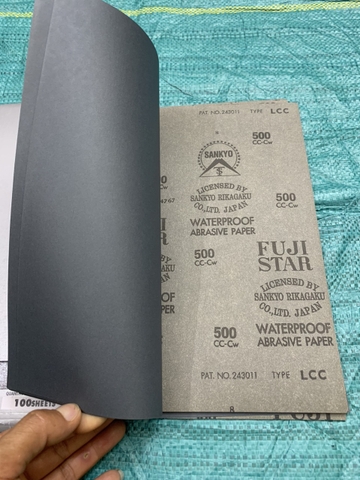 PAT. NO. 243011 TYPE LCC
500
CC-Cw
SANKYO
LICENSED BY
SANKYO RIKAGAKU
CO., LTD, JAPAN
WATERPROOF
ABRASIVE PAPER
500
CC-Cw
500
CC-Cw
FUJI
STAR
LICENSED BY
SANKYO RIKAGAKU
CO., LTD, JAPAN
WATERPROOF
ABRASIVE PAPER
500
CC-Cw
PAT. NO. 243011 TYPE LCC
8
100SHEETS